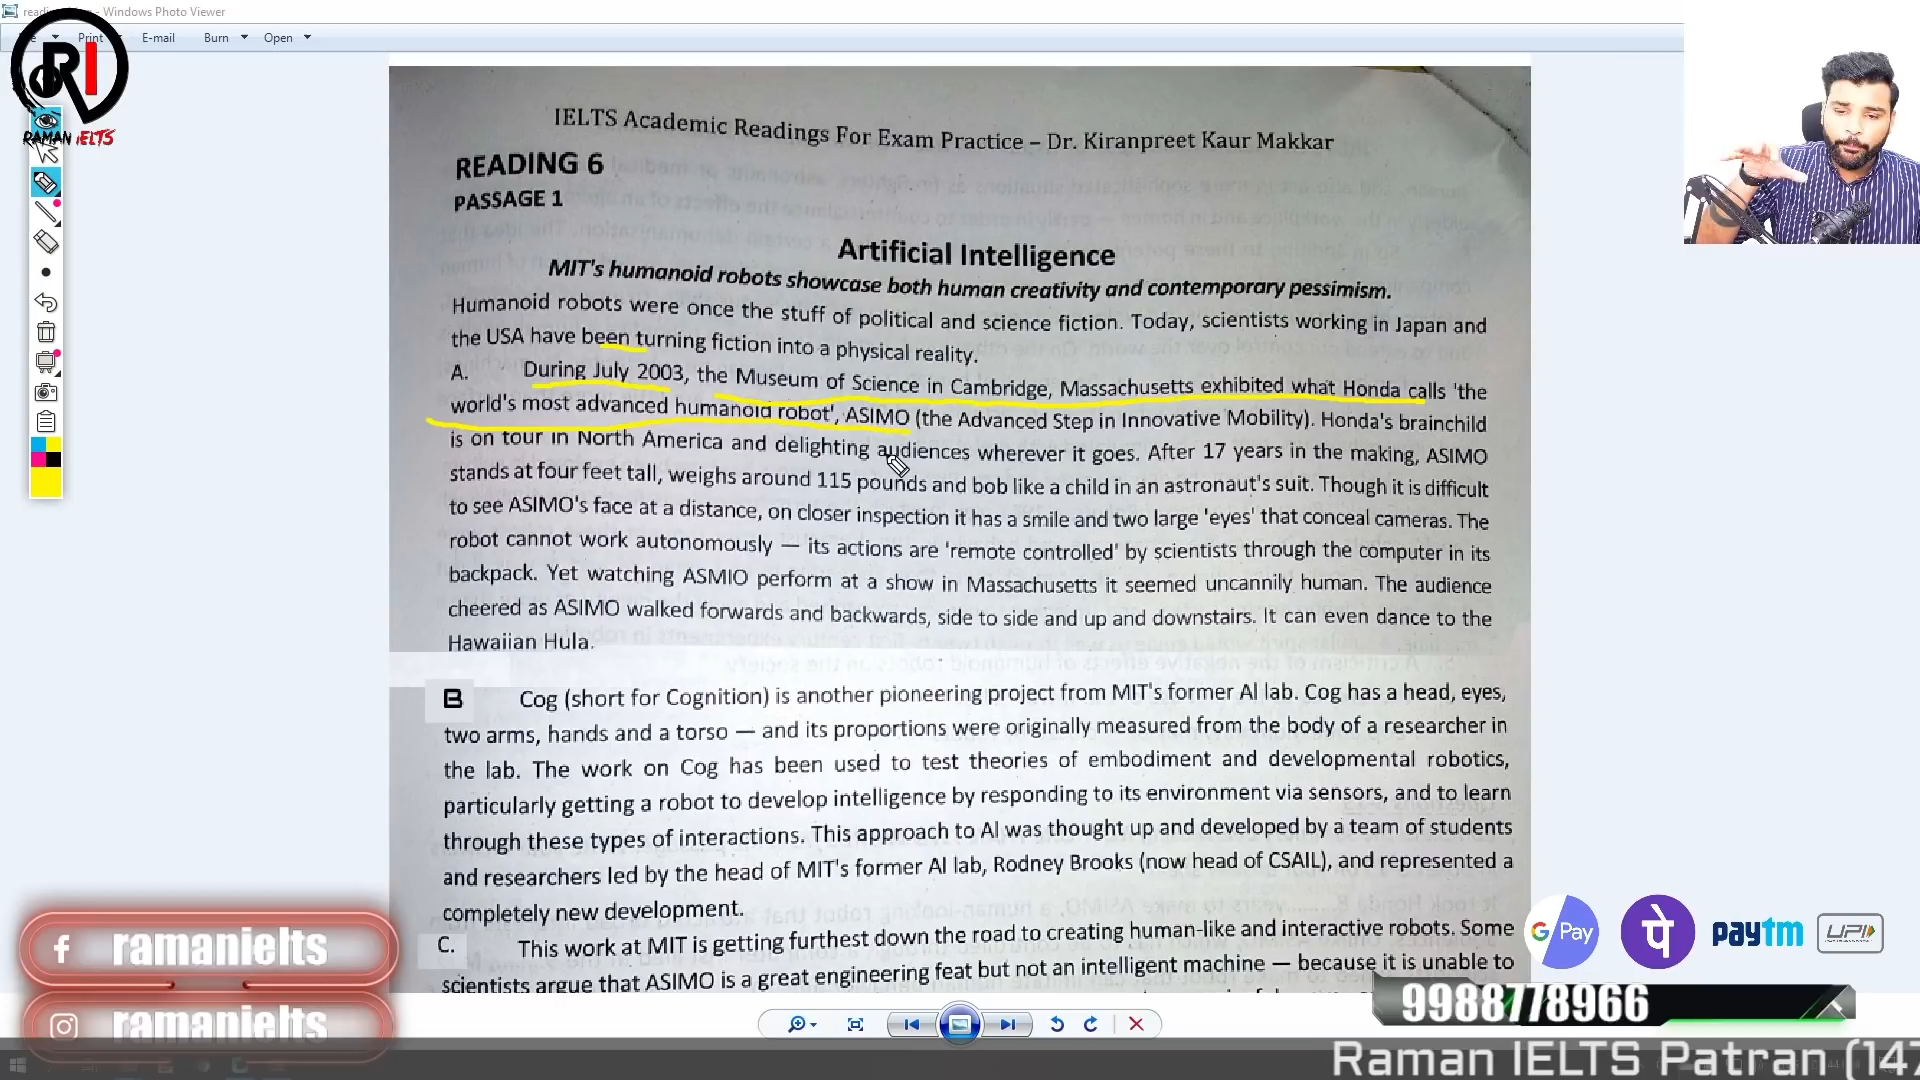 Windows Photo Viewer
Print
E-mail
Burn
Open
RI
RAMAN IELTS
IELTS Academic Readings For Exam Practice – Dr. Kiranpreet Kaur Makkar
READING 6
PASSAGE 1
Artificial Intelligence
MIT's humanoid robots showcase both human creativity and contemporary pessimism.
Humanoid robots were once the stuff of political and science fiction. Today, scientists working in Japan and
the USA have been turning fiction into a physical reality.
A. During July 2003, the Museum of Science in Cambridge, Massachusetts exhibited what Honda calls 'the
world's most advanced humanoid robot', ASIMO (the Advanced Step in Innovative Mobility). Honda's brainchild
is on tour in North America and delighting audiences wherever it goes. After 17 years in the making, ASIMO
stands at four feet tall, weighs around 115 pounds and bob like a child in an astronaut's suit. Though it is difficult
to see ASIMO's face at a distance, on closer inspection it has a smile and two large 'eyes' that conceal cameras. The
robot cannot work autonomously — its actions are 'remote controlled' by scientists through the computer in its
backpack. Yet watching ASMIO perform at a show in Massachusetts it seemed uncannily human. The audience
cheered as ASIMO walked forwards and backwards, side to side and up and downstairs. It can even dance to the
Hawaiian Hula.
B Cog (short for Cognition) is another pioneering project from MIT's former Al lab. Cog has a head, eyes,
two arms, hands and a torso — and its proportions were originally measured from the body of a researcher in
the lab. The work on Cog has been used to test theories of embodiment and developmental robotics,
particularly getting a robot to develop intelligence by responding to its environment via sensors, and to learn
through these types of interactions. This approach to Al was thought up and developed by a team of students
and researchers led by the head of MIT's former Al lab, Rodney Brooks (now head of CSAIL), and represented a
completely new development.
C. This work at MIT is getting furthest down the road to creating human-like and interactive robots. Some
scientists argue that ASIMO is a great engineering feat but not an intelligent machine — because it is unable to
ramanielts
ramanielts
G Pay
पे
paytm
UPI
9988778966
Raman IELTS Patran (147